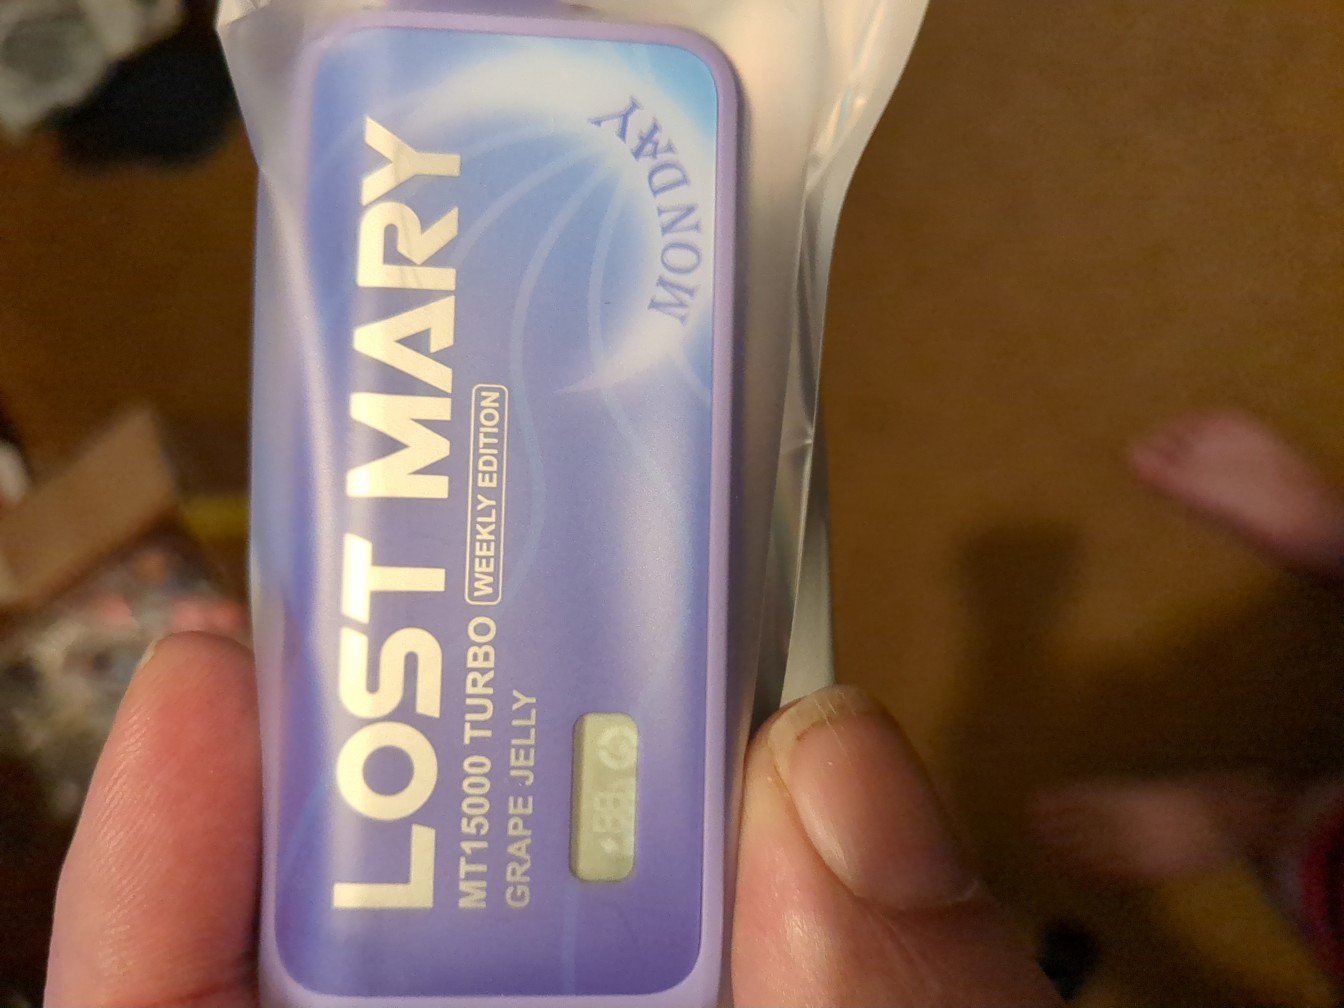 LOST MARY
MT15000 TURBO WEEKLY EDITION
GRAPE JELLY
MONDAY